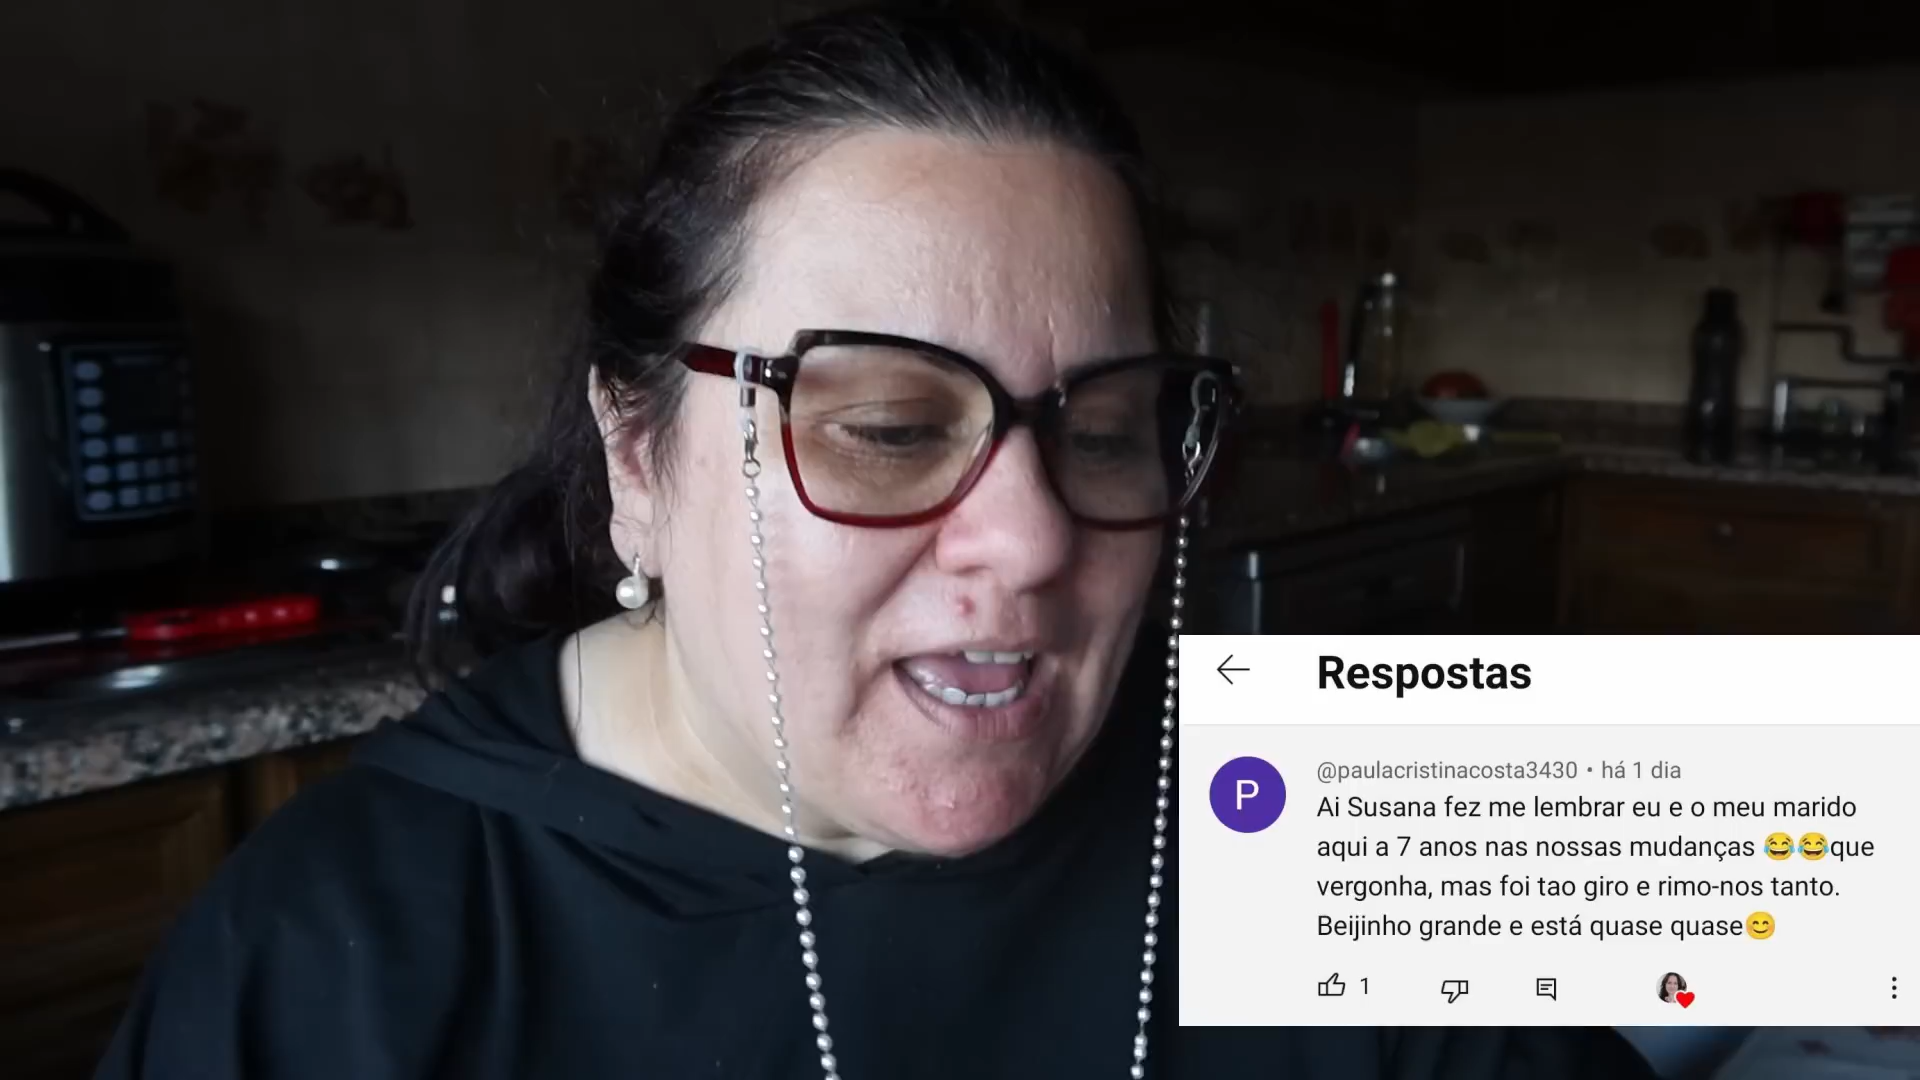 Respostas
@paulacristinacosta3430 • há 1 dia
P
Ai Susana fez me lembrar eu e o meu marido
aqui a 7 anos nas nossas mudanças 😂😂que
vergonha, mas foi tao giro e rimo-nos tanto.
Beijinho grande e está quase quase😊
1